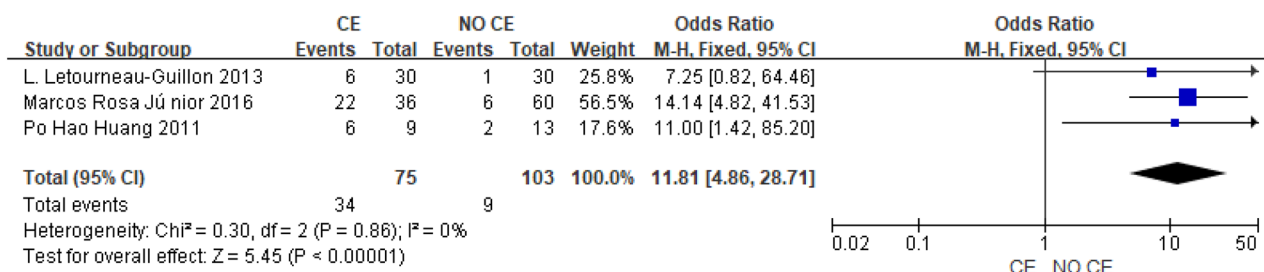 CE NO CE Odds Ratio Odds Ratio
Study or Subgroup Events Total Events Total Weight M-H, Fixed, 95% CI M-H, Fixed, 95% CI
L. Letourneau-Guillon 2013 6 30 1 30 25.8% 7.25 [0.82, 64.46]
Marcos Rosa Jú nior 2016 22 36 6 60 56.5% 14.14 [4.82, 41.53]
Po Hao Huang 2011 6 9 2 13 17.6% 11.00 [1.42, 85.20]
Total (95% CI) 75 103 100.0% 11.81 [4.86, 28.71]
Total events 34 9
Heterogeneity: Chi² = 0.30, df = 2 (P = 0.86); I² = 0%
Test for overall effect: Z = 5.45 (P < 0.00001)
0.02 0.1 1 10 50
CE NO CE